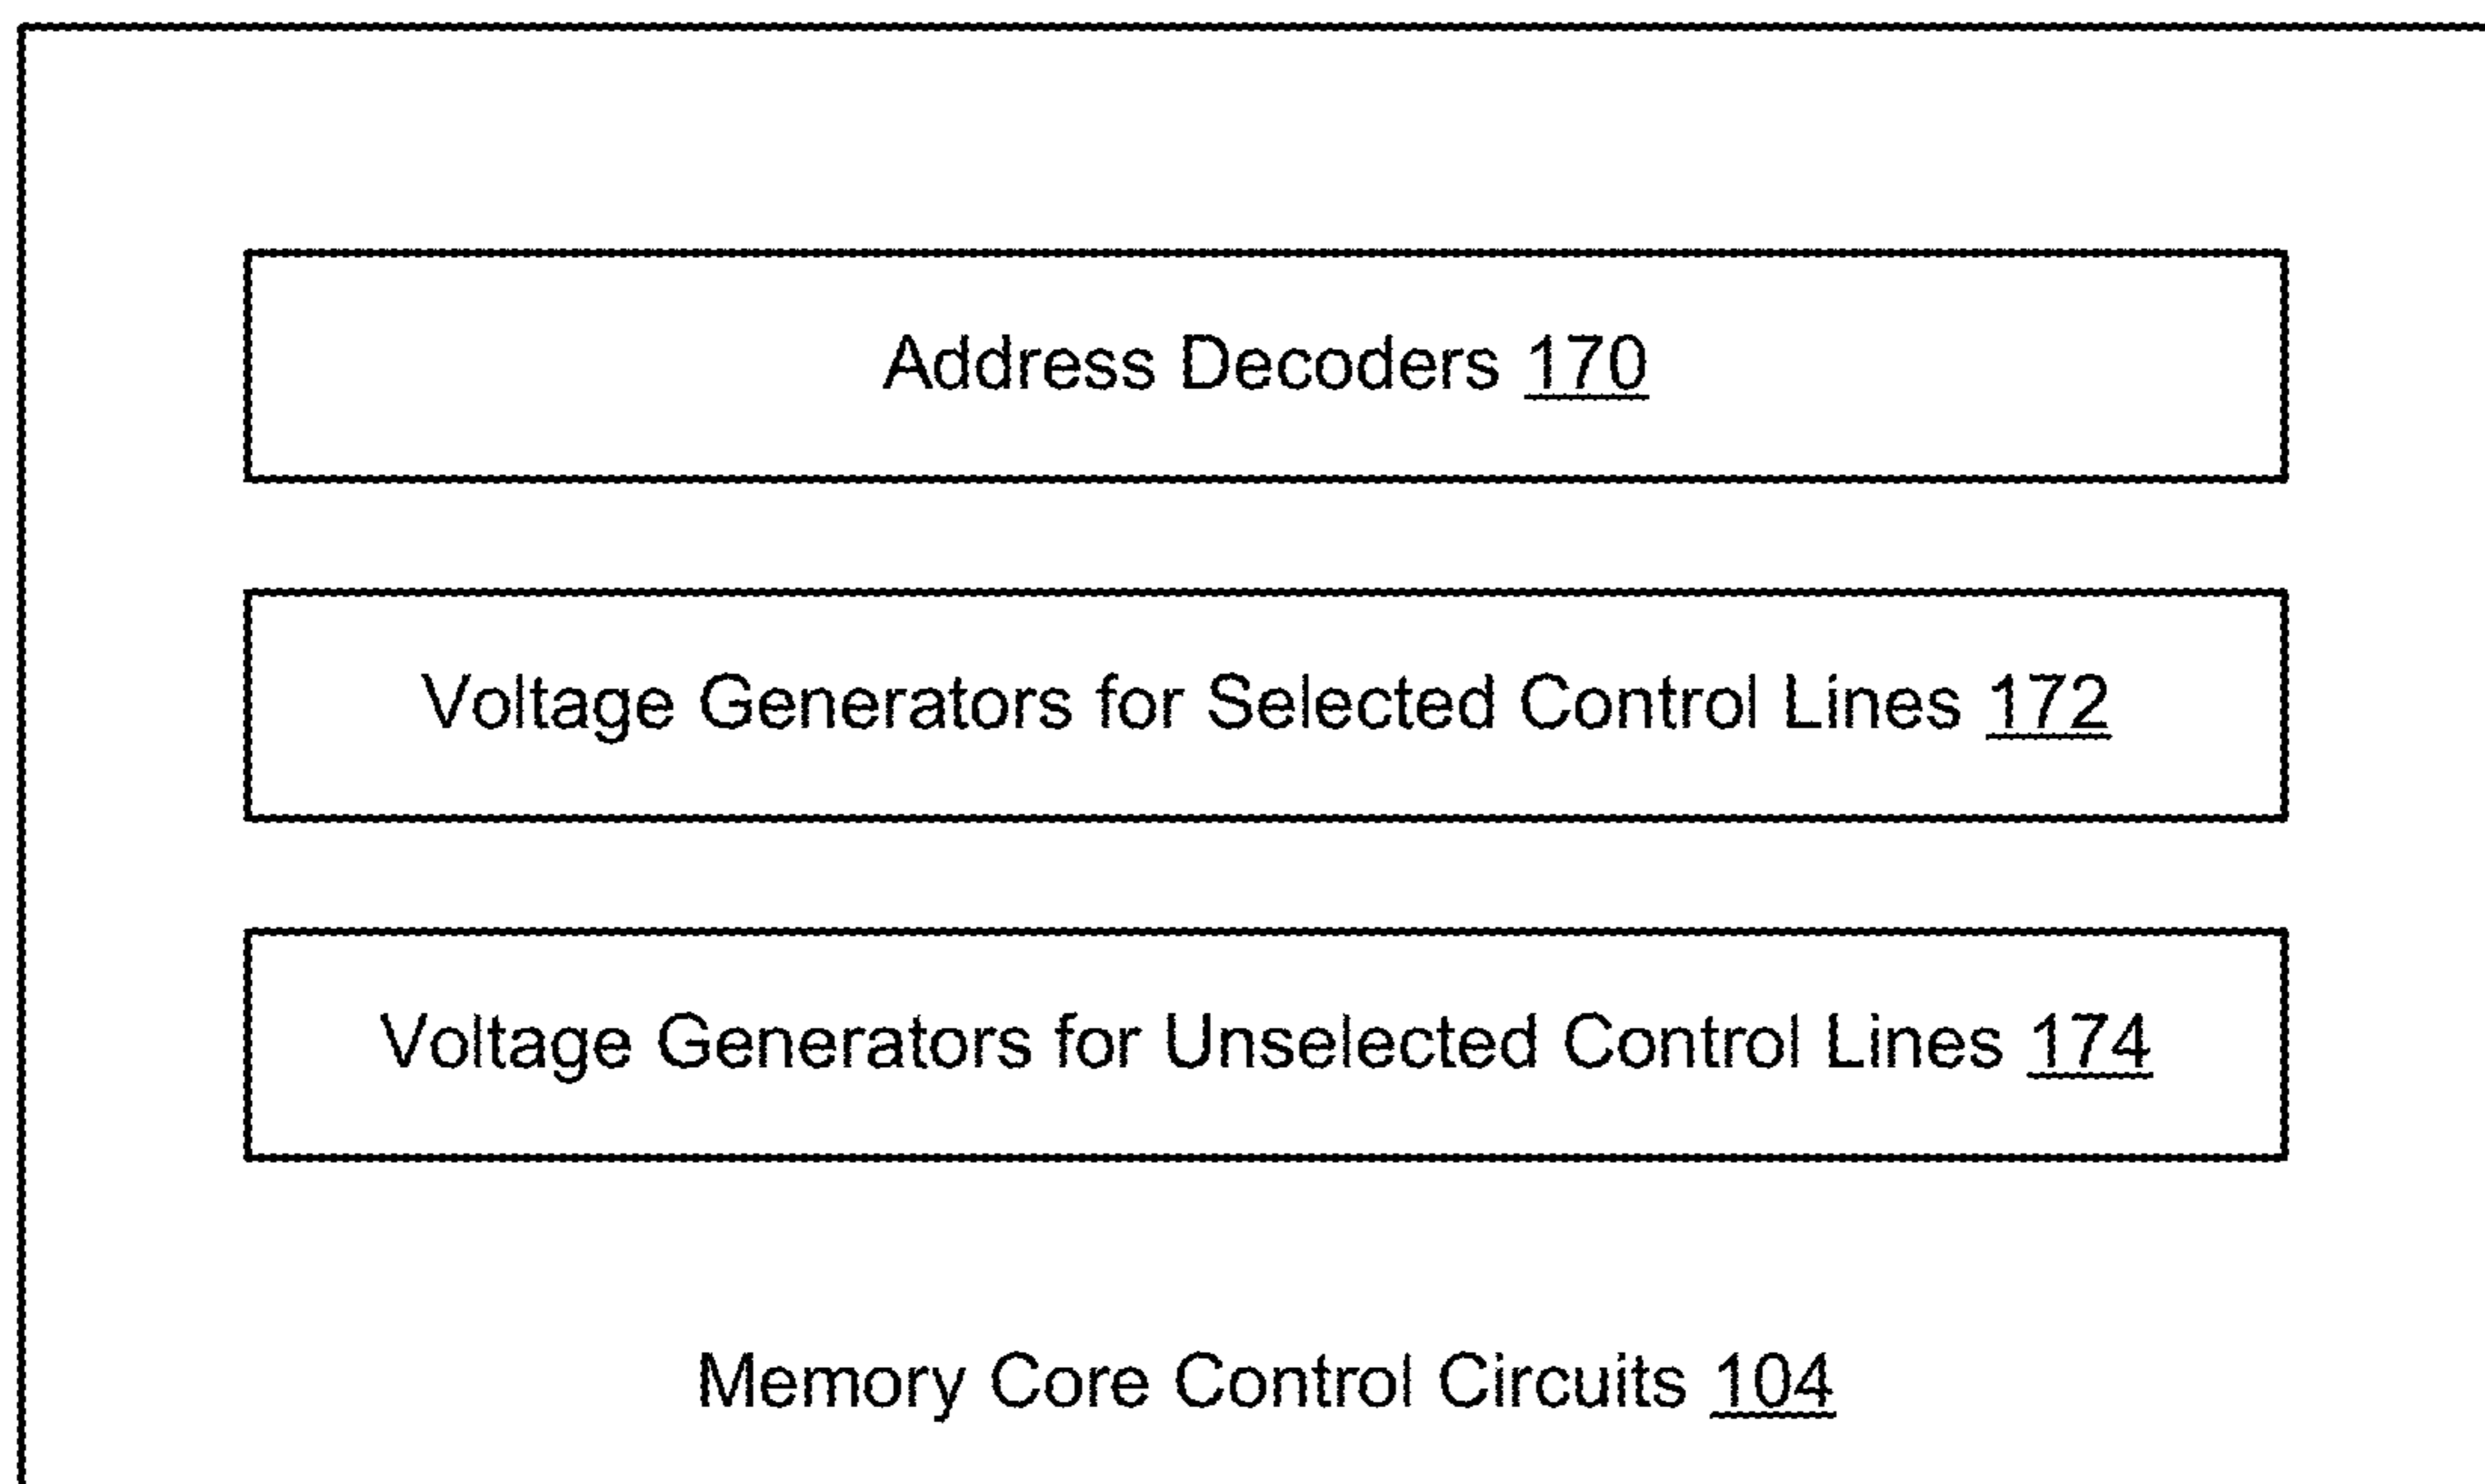 Address Decoders 170
Voltage Generators for Selected Control Lines 172
Voltage Generators for Unselected Control Lines 174
Memory Core Control Circuits 104